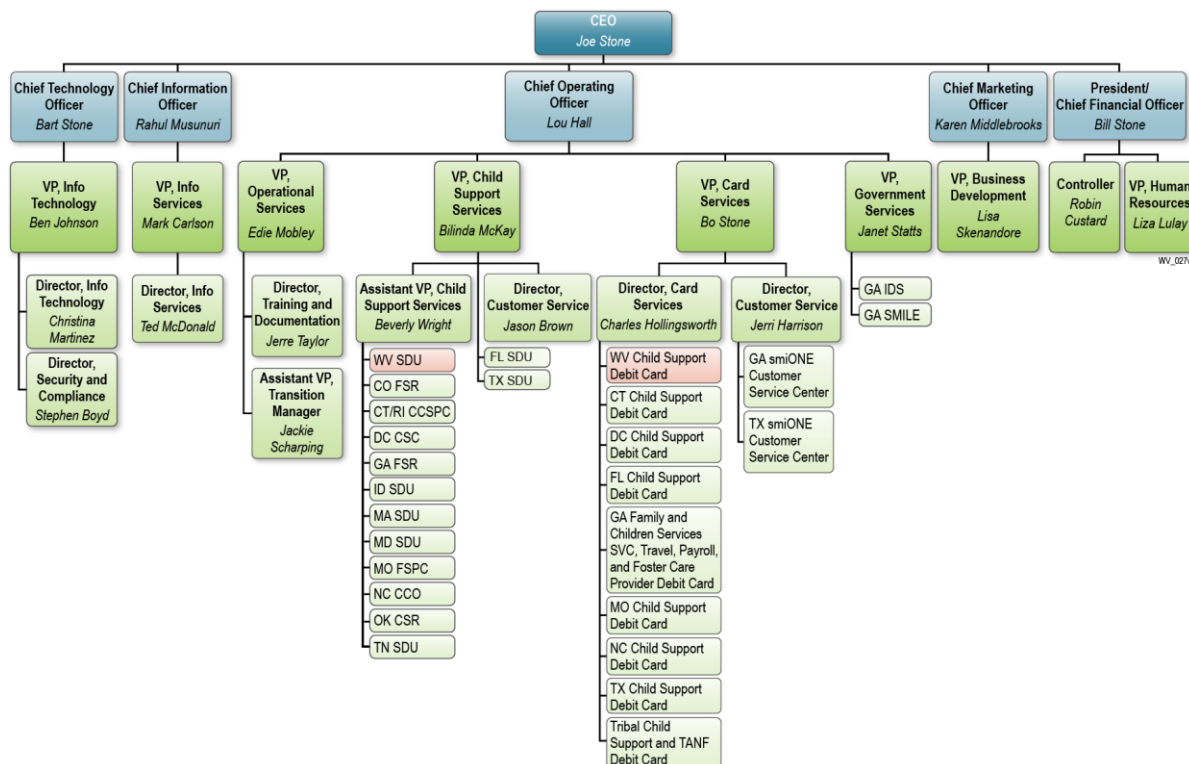 CEO
Joe Stone
Chief Technology
Officer
Bart Stone
Chief Information
Officer
Rahul Musunuri
Chief Operating
Officer
Lou Hall
Chief Marketing
Officer
Karen Middlebrooks
President/
Chief Financial Officer
Bill Stone
VP, Info
Technology
Ben Johnson
VP, Info
Services
Mark Carlson
VP,
Operational
Services
Edie Mobley
VP, Child
Support
Services
Bilinda McKay
VP, Card
Services
Bo Stone
VP,
Government
Services
Janet Statts
VP, Business
Development
Lisa
Skenandore
Controller
Robin
Custard
VP, Human
Resources
Liza Lulay
Director, Info
Technology
Christina
Martinez
Director,
Security and
Compliance
Stephen Boyd
Director, Info
Services
Ted McDonald
Director,
Training and
Documentation
Jerre Taylor
Assistant VP,
Transition
Manager
Jackie
Scharping
Assistant VP, Child
Support Services
Beverly Wright
WV SDU
CO FSR
CT/RI CCSPC
DC CSC
GA FSR
ID SDU
MA SDU
MD SDU
MO FSPC
NC CCO
OK CSR
TN SDU
Director,
Customer Service
Jason Brown
FL SDU
TX SDU
Director, Card
Services
Charles Hollingsworth
WV Child Support
Debit Card
CT Child Support
Debit Card
DC Child Support
Debit Card
FL Child Support
Debit Card
GA Family and
Children Services
SVC, Travel, Payroll,
and Foster Care
Provider Debit Card
MO Child Support
Debit Card
NC Child Support
Debit Card
TX Child Support
Debit Card
Tribal Child
Support and TANF
Debit Card
Director,
Customer Service
Jerri Harrison
GA smiONE
Customer
Service Center
TX smiONE
Customer
Service Center
GA IDS
GA SMILE